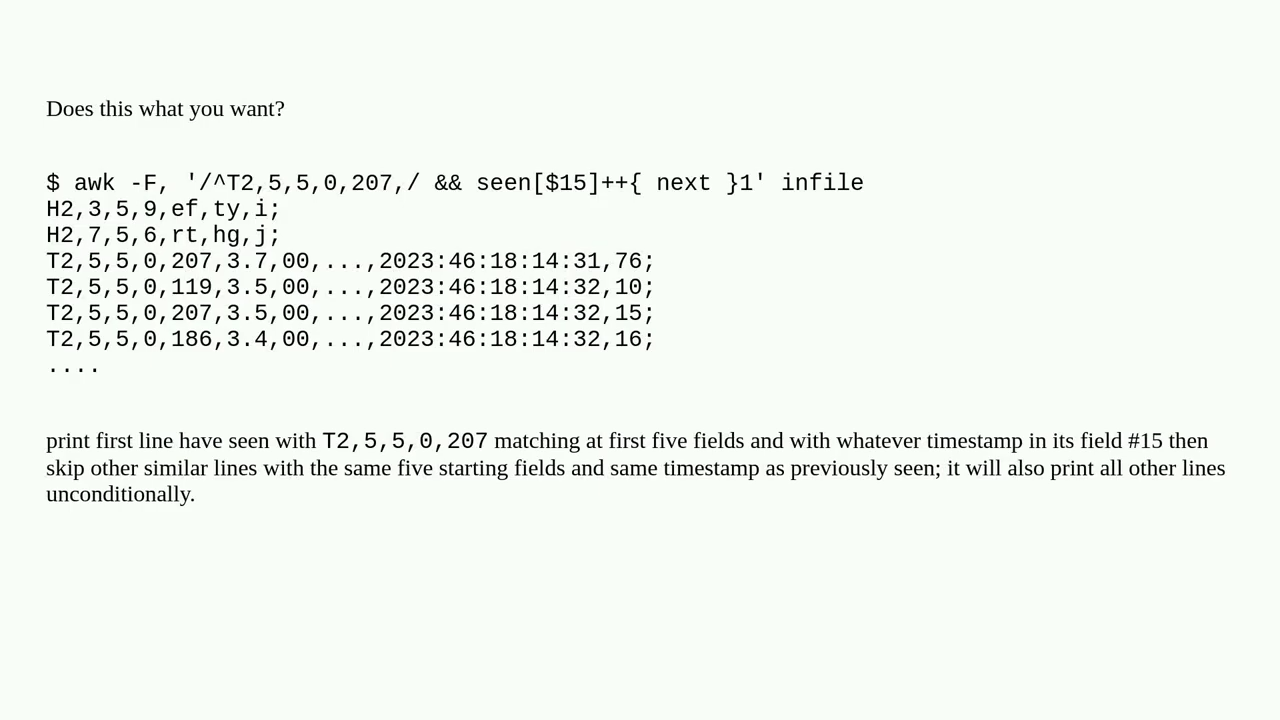 Does this what you want?
$ awk -F, '/^T2,5,5,0,207,/ && seen[$15]++{ next }1' infile
H2,3,5,9,ef,ty,i;
H2,7,5,6,rt,hg,j;
T2,5,5,0,207,3.7,00,...,2023:46:18:14:31,76;
T2,5,5,0,119,3.5,00,...,2023:46:18:14:32,10;
T2,5,5,0,207,3.5,00,...,2023:46:18:14:32,15;
T2,5,5,0,186,3.4,00,...,2023:46:18:14:32,16;
....
print first line have seen with T2,5,5,0,207 matching at first five fields and with whatever timestamp in its field #15 then
skip other similar lines with the same five starting fields and same timestamp as previously seen; it will also print all other lines
unconditionally.